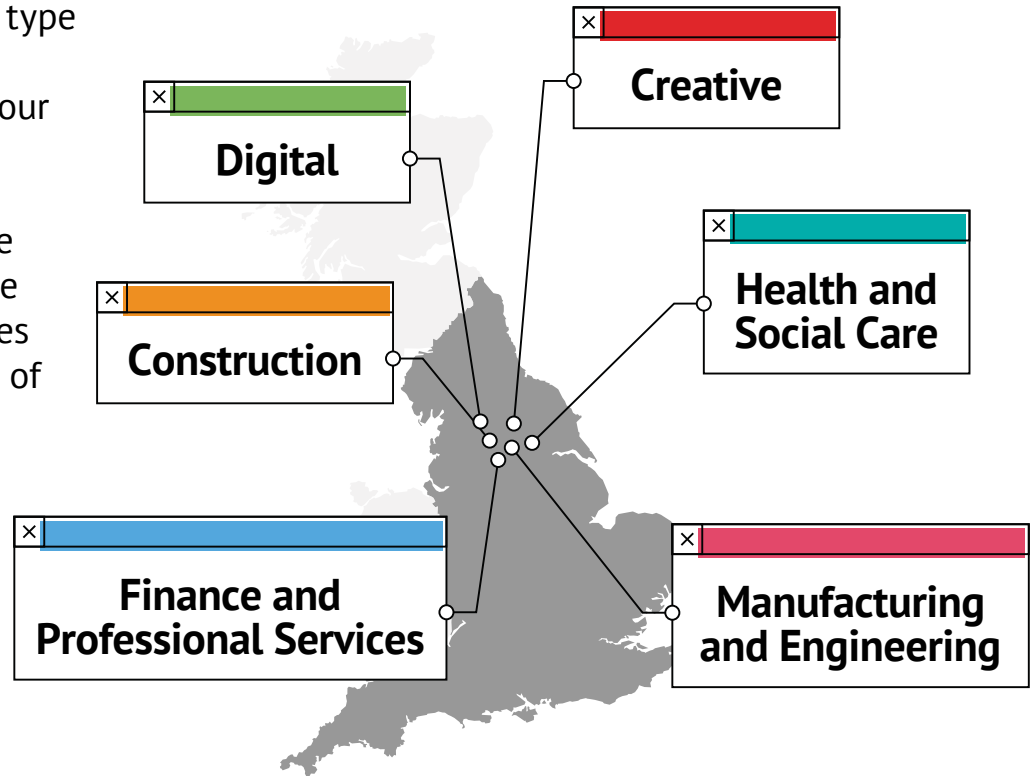 type
our
e
e
es
of
Creative
Digital
Health and
Social Care
Construction
Finance and
Professional Services
Manufacturing
and Engineering